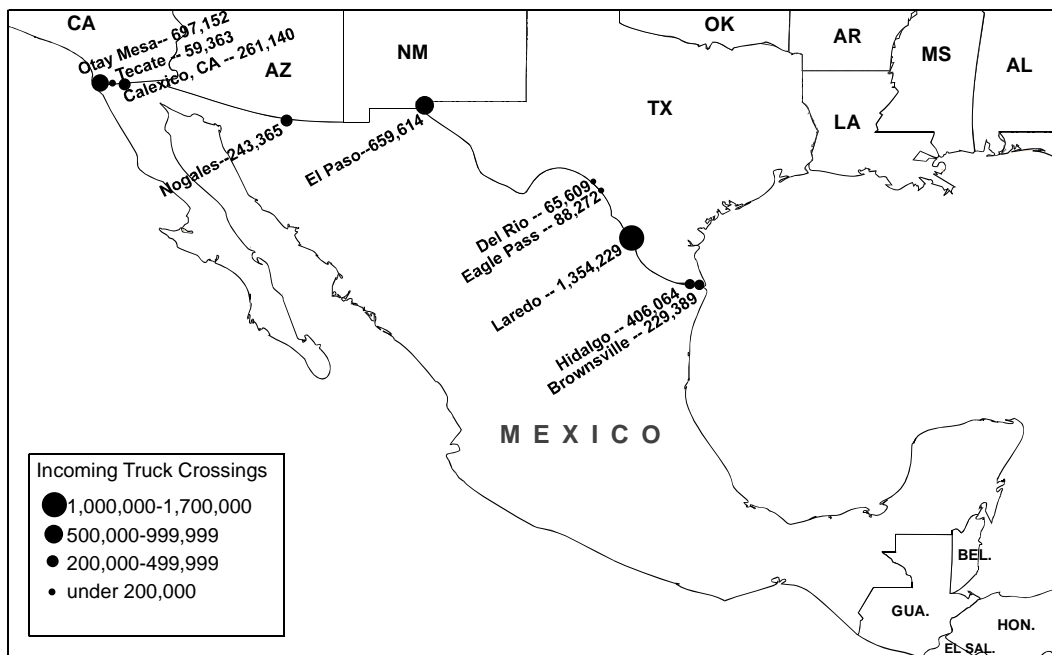 CA
Otay Mesa-- 697,152
Tecate -- 59,363
Calexico, CA -- 261,140
AZ
NM
OK
AR
MS
AL
TX
LA
Nogales--243,365
El Paso--659,614
Del Rio -- 65,609
Eagle Pass -- 88,272
Laredo -- 1,354,229
Hidalgo -- 406,064
Brownsville -- 229,389
MEXICO
Incoming Truck Crossings
1,000,000-1,700,000
500,000-999,999
200,000-499,999
under 200,000
BEL.
GUA.
HON.
EL SAL.